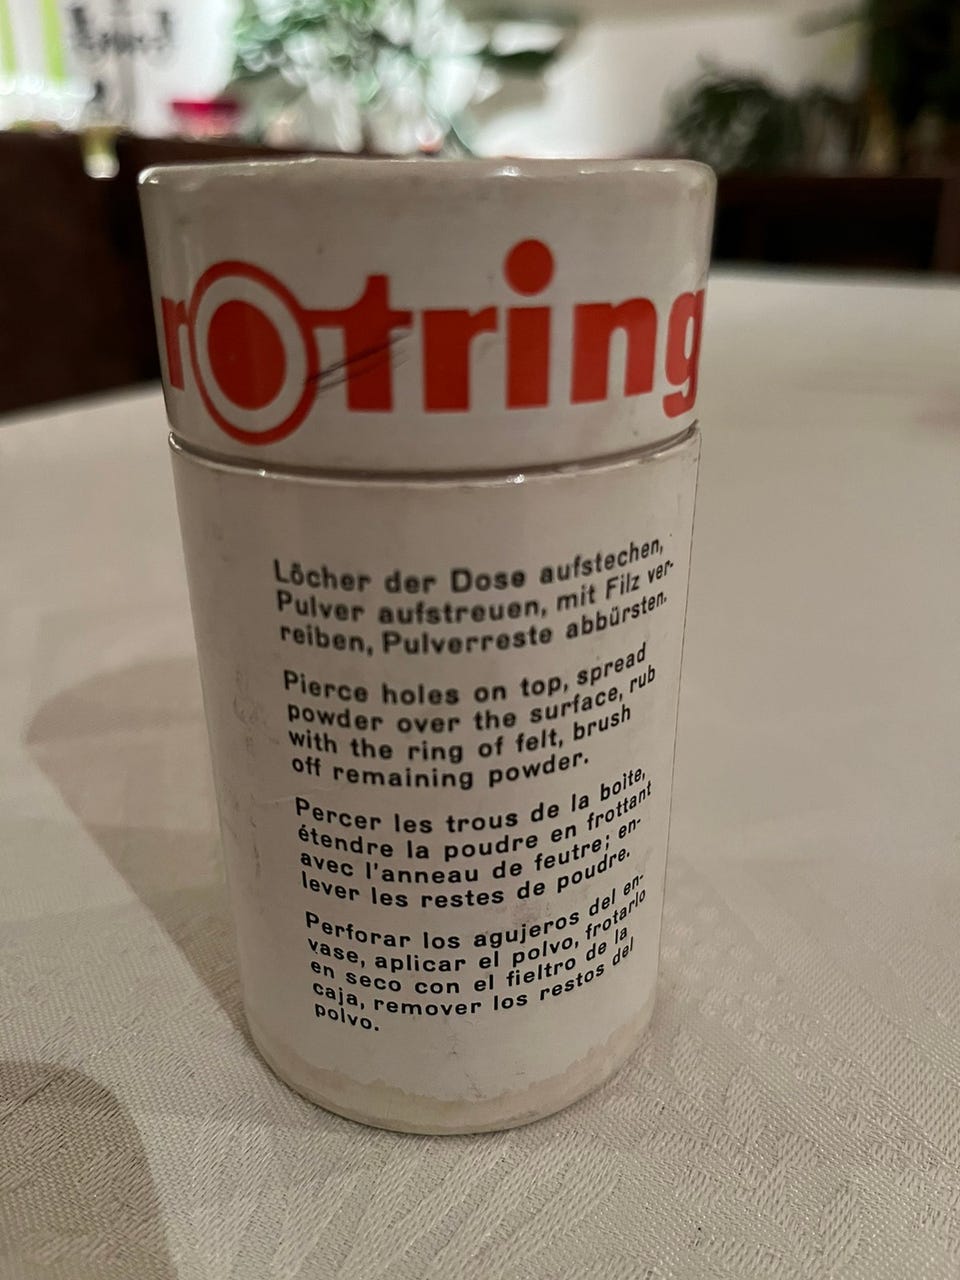 rotring
Löcher der Dose aufstechen,
Pulver aufstreuen, mit Filz ver-
reiben, Pulverreste abbürsten.
Pierce holes on top, spread
powder over the surface, rub
with the ring of felt, brush
off remaining powder.
Percer les trous de la boîte,
étendre la poudre en frottant
avec l'anneau de feutre; en-
lever les restes de poudre.
Perforar los agujeros del en-
vase, aplicar el polvo, frotarlo
en seco con el fieltro de la
caja, remover los restos del
polvo.